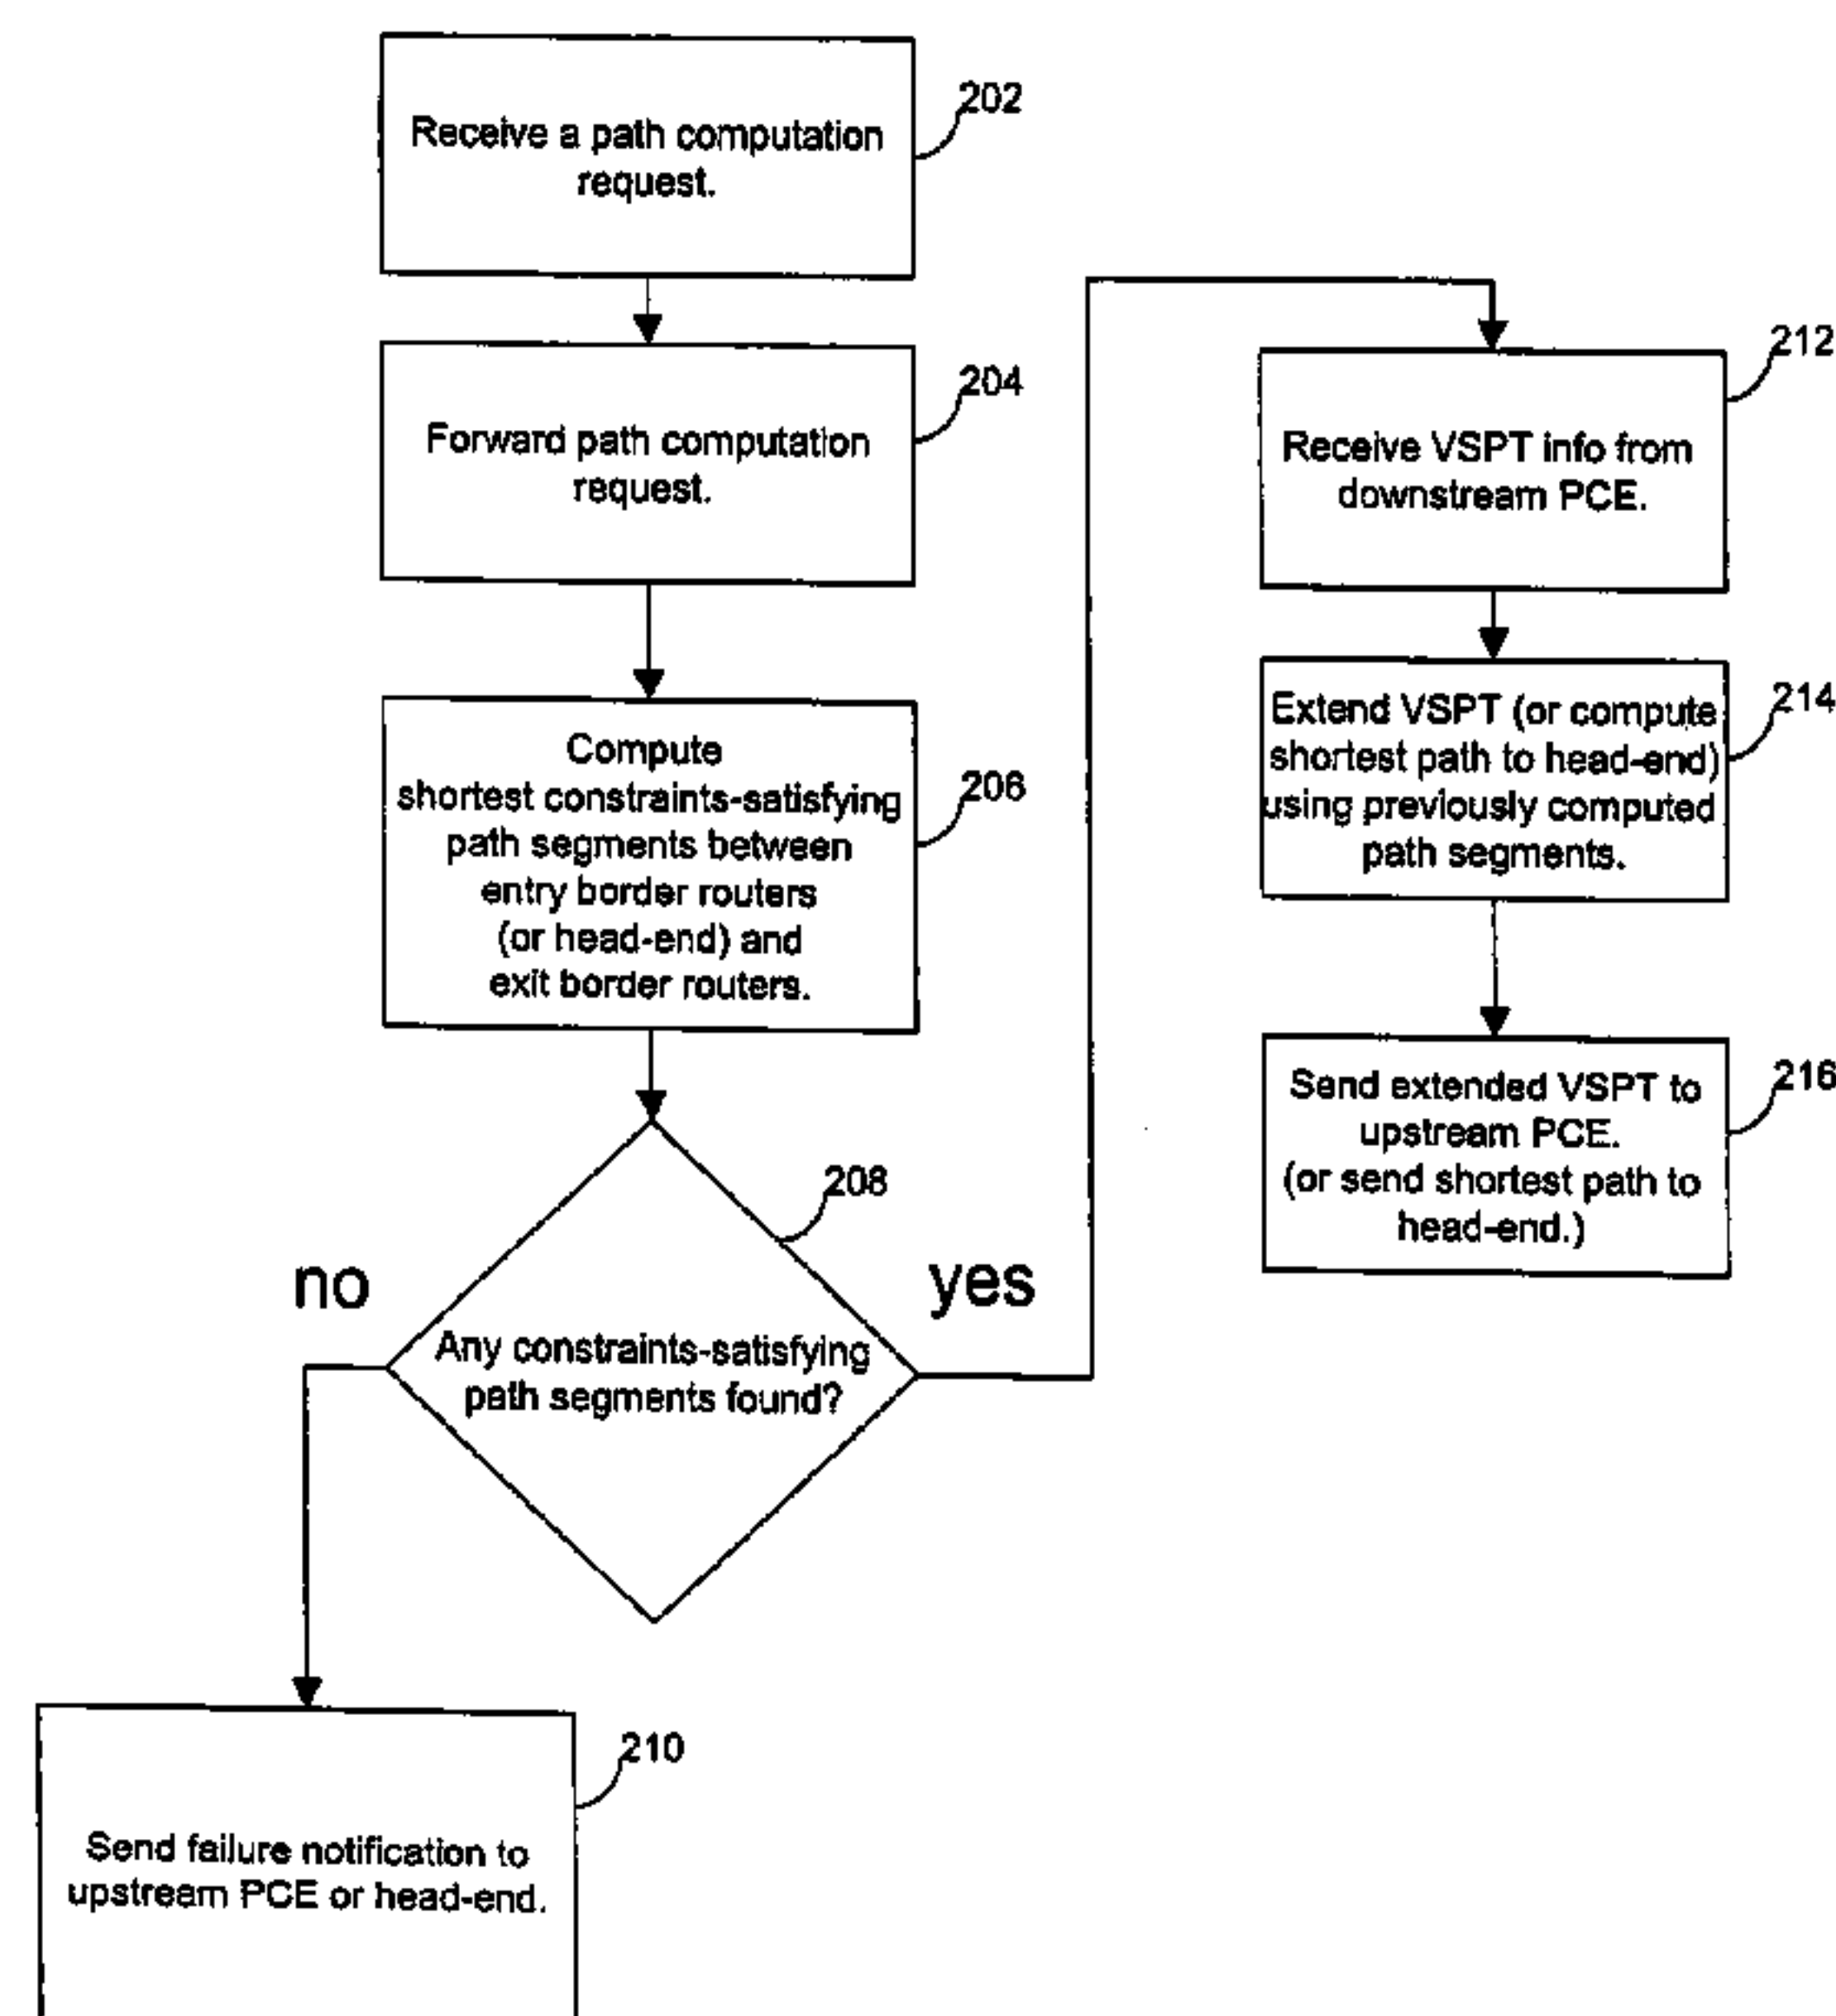 Receive a path computation
request.
202
Forward path computation
request.
204
Compute
shortest constraints-satisfying
path segments between
entry border routers
(or head-end) and
exit border routers.
206
208
no
yes
Any constraints-satisfying
path segments found?
210
Send failure notification to
upstream PCE or head-end.
212
Receive VSPT info from
downstream PCE.
214
Extend VSPT (or compute
shortest path to head-end)
using previously computed
path segments.
216
Send extended VSPT to
upstream PCE.
(or send shortest path to
head-end.)